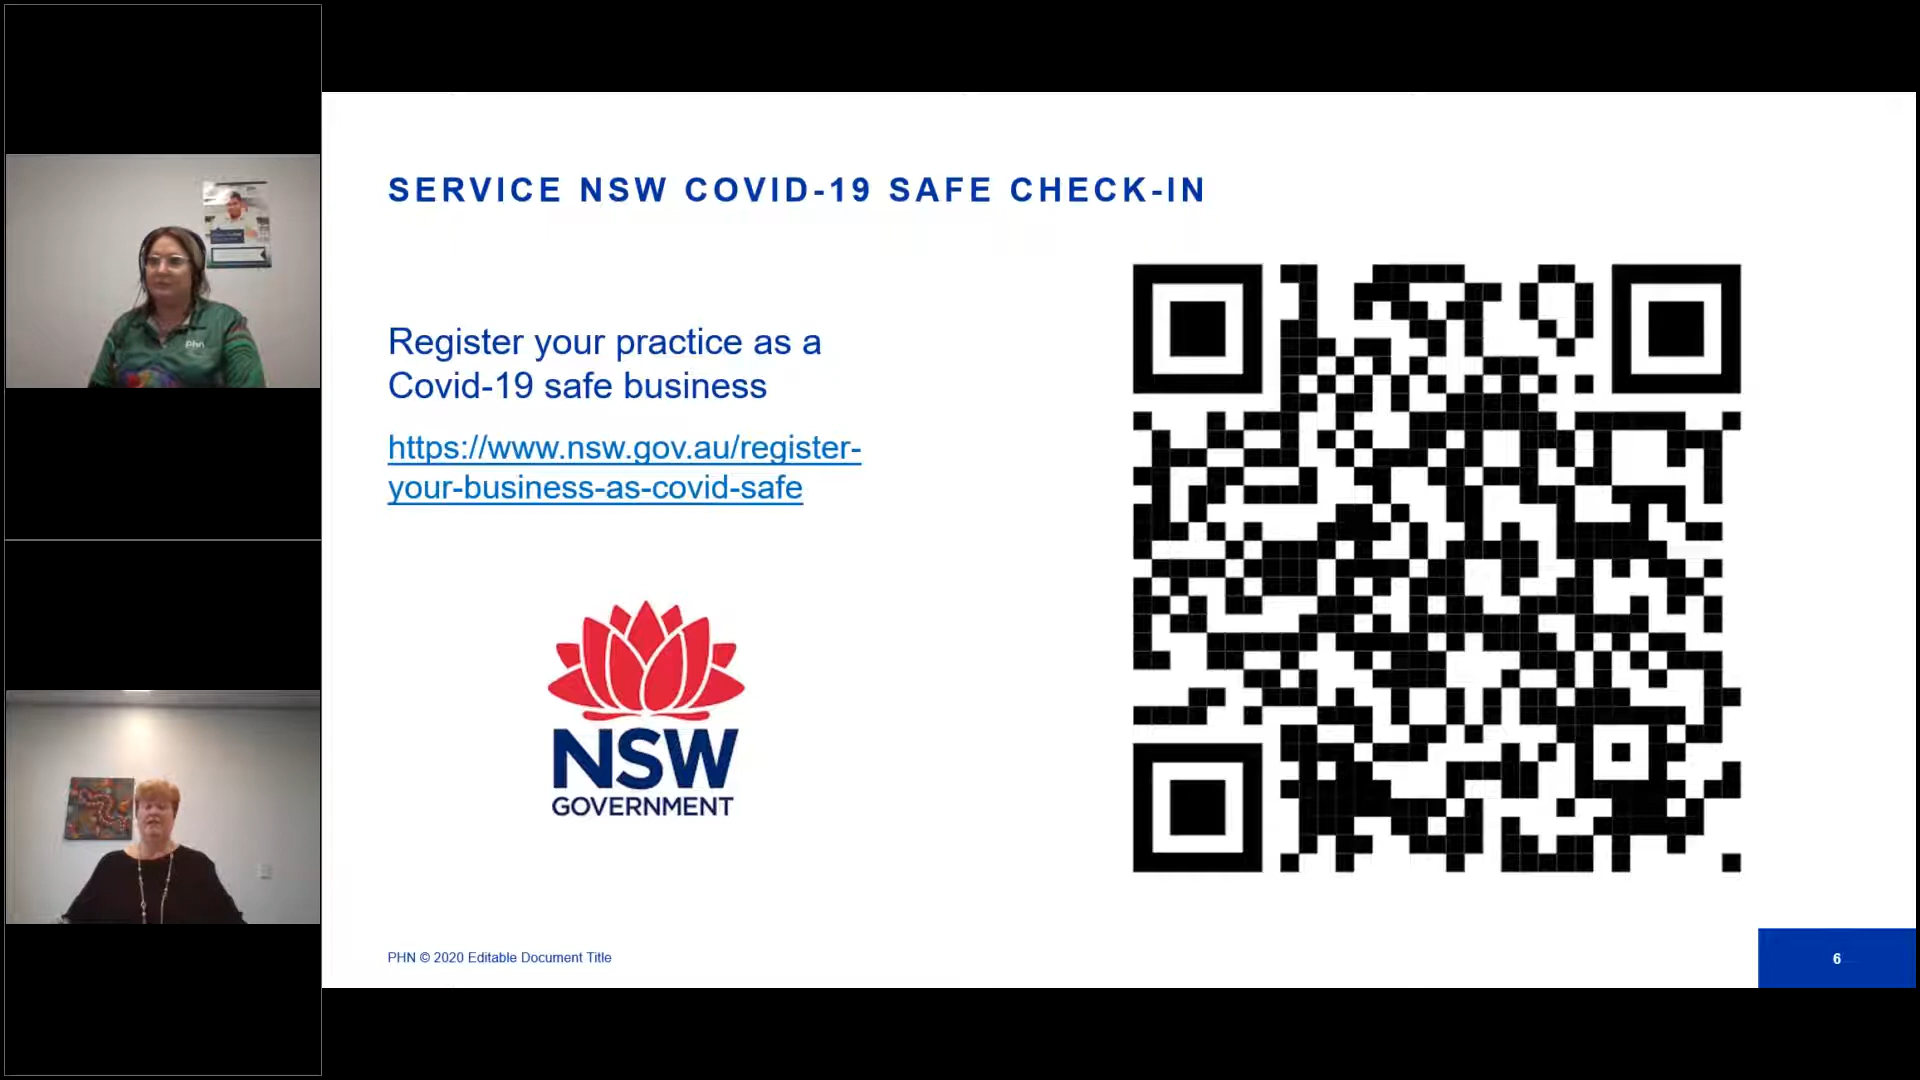 SERVICE NSW COVID-19 SAFE CHECK-IN
Register your practice as a
Covid-19 safe business
https://www.nsw.gov.au/register-
your-business-as-covid-safe
NSW
GOVERNMENT
PHN © 2020 Editable Document Title
6
phn